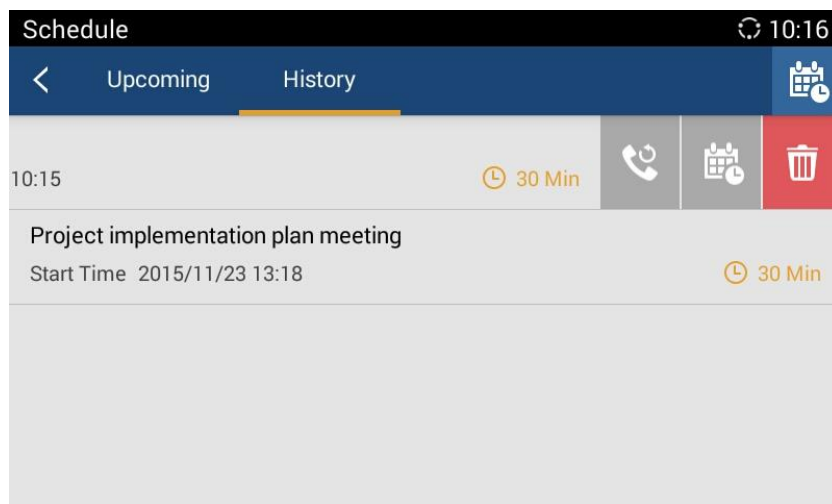 Schedule 10:16
Upcoming History
10:15 30 Min
Project implementation plan meeting
Start Time 2015/11/23 13:18 30 Min